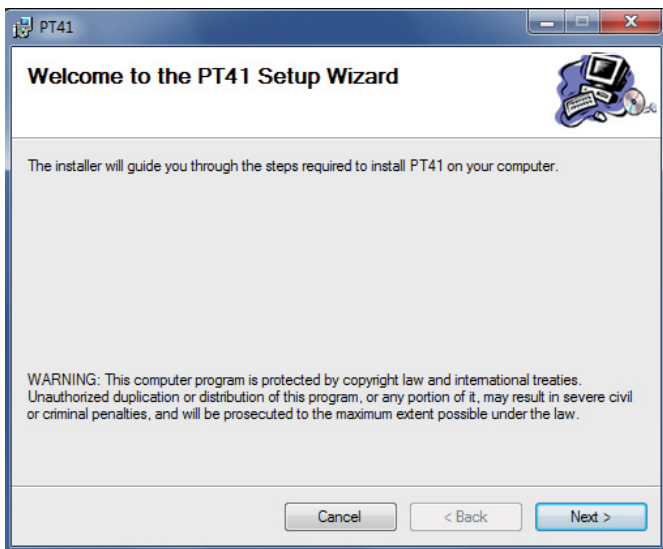 PT41
Welcome to the PT41 Setup Wizard
The installer will guide you through the steps required to install PT41 on your computer.
WARNING: This computer program is protected by copyright law and international treaties.
Unauthorized duplication or distribution of this program, or any portion of it, may result in severe civil
or criminal penalties, and will be prosecuted to the maximum extent possible under the law.
Cancel
< Back
Next >